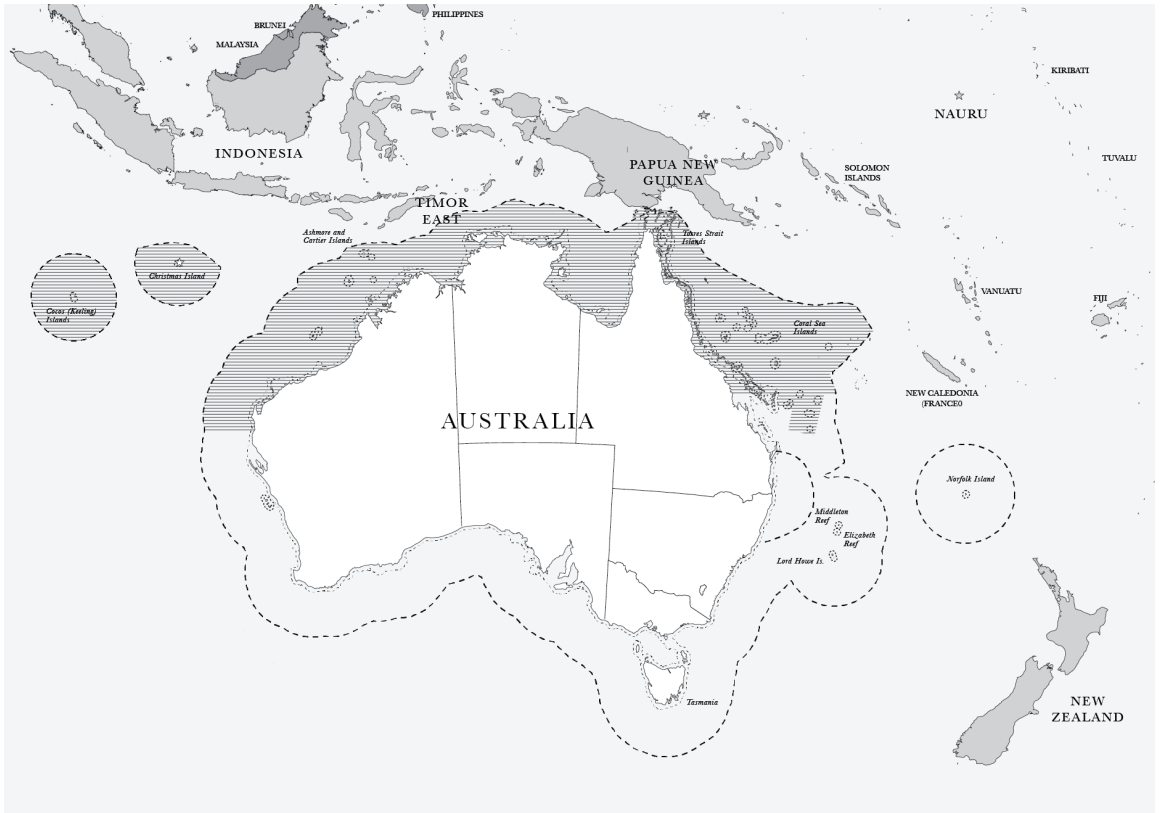 PHILIPPINES
BRUNEI
MALAYSIA
KIRIBATI
NAURU
INDONESIA
TUVALU
PAPUA NEW
GUINEA
SOLOMON
ISLANDS
TIMOR
EAST
Ashmore and
Cartier Islands
Torres Strait
Islands
Christmas Island
Cocos (Keeling)
Islands
VANUATU
FIJI
Coral Sea
Islands
NEW CALEDONIA
(FRANCE0
AUSTRALIA
Norfolk Island
Middleton
Reef
Elizabeth
Reef
Lord Howe Is.
Tasmania
NEW
ZEALAND